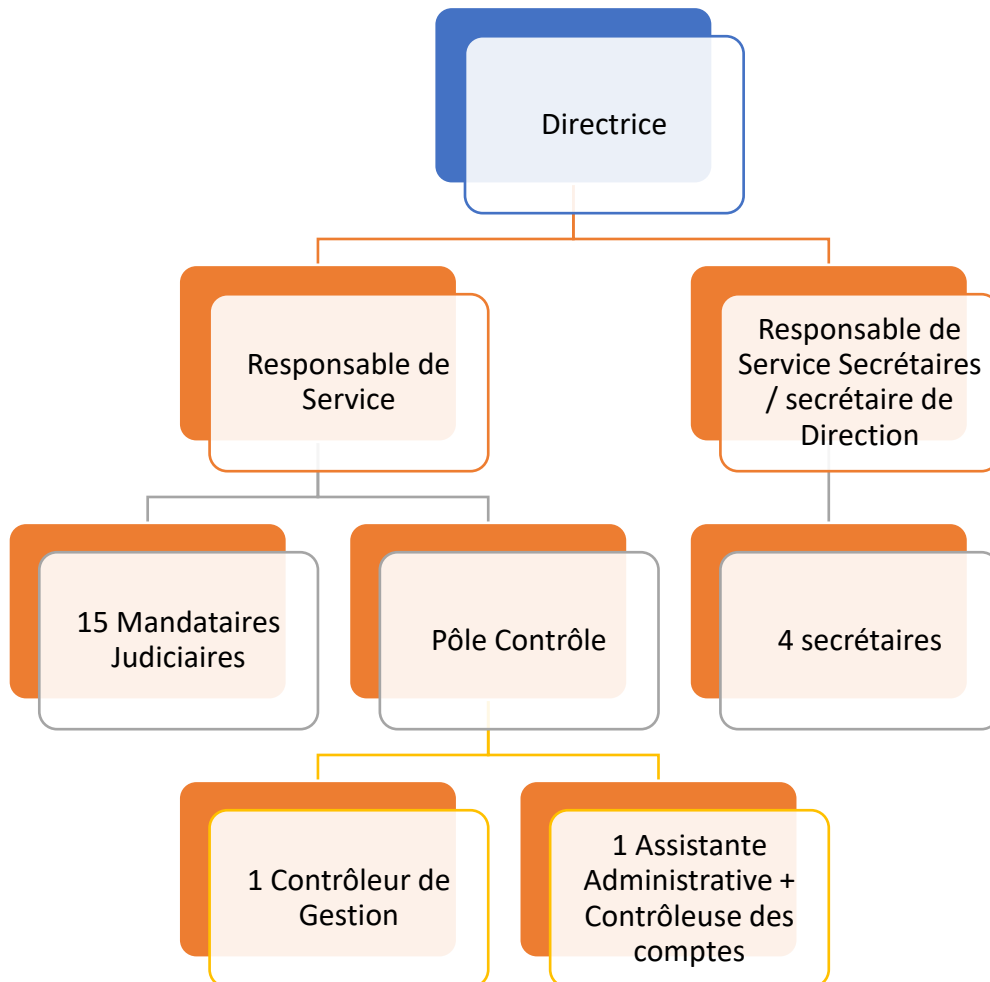 Directrice
Responsable de
Service
Responsable de
Service Secrétaires
/ secrétaire de
Direction
15 Mandataires
Judiciaires
Pôle Contrôle
4 secrétaires
1 Contrôleur de
Gestion
1 Assistante
Administrative +
Contrôleuse des
comptes